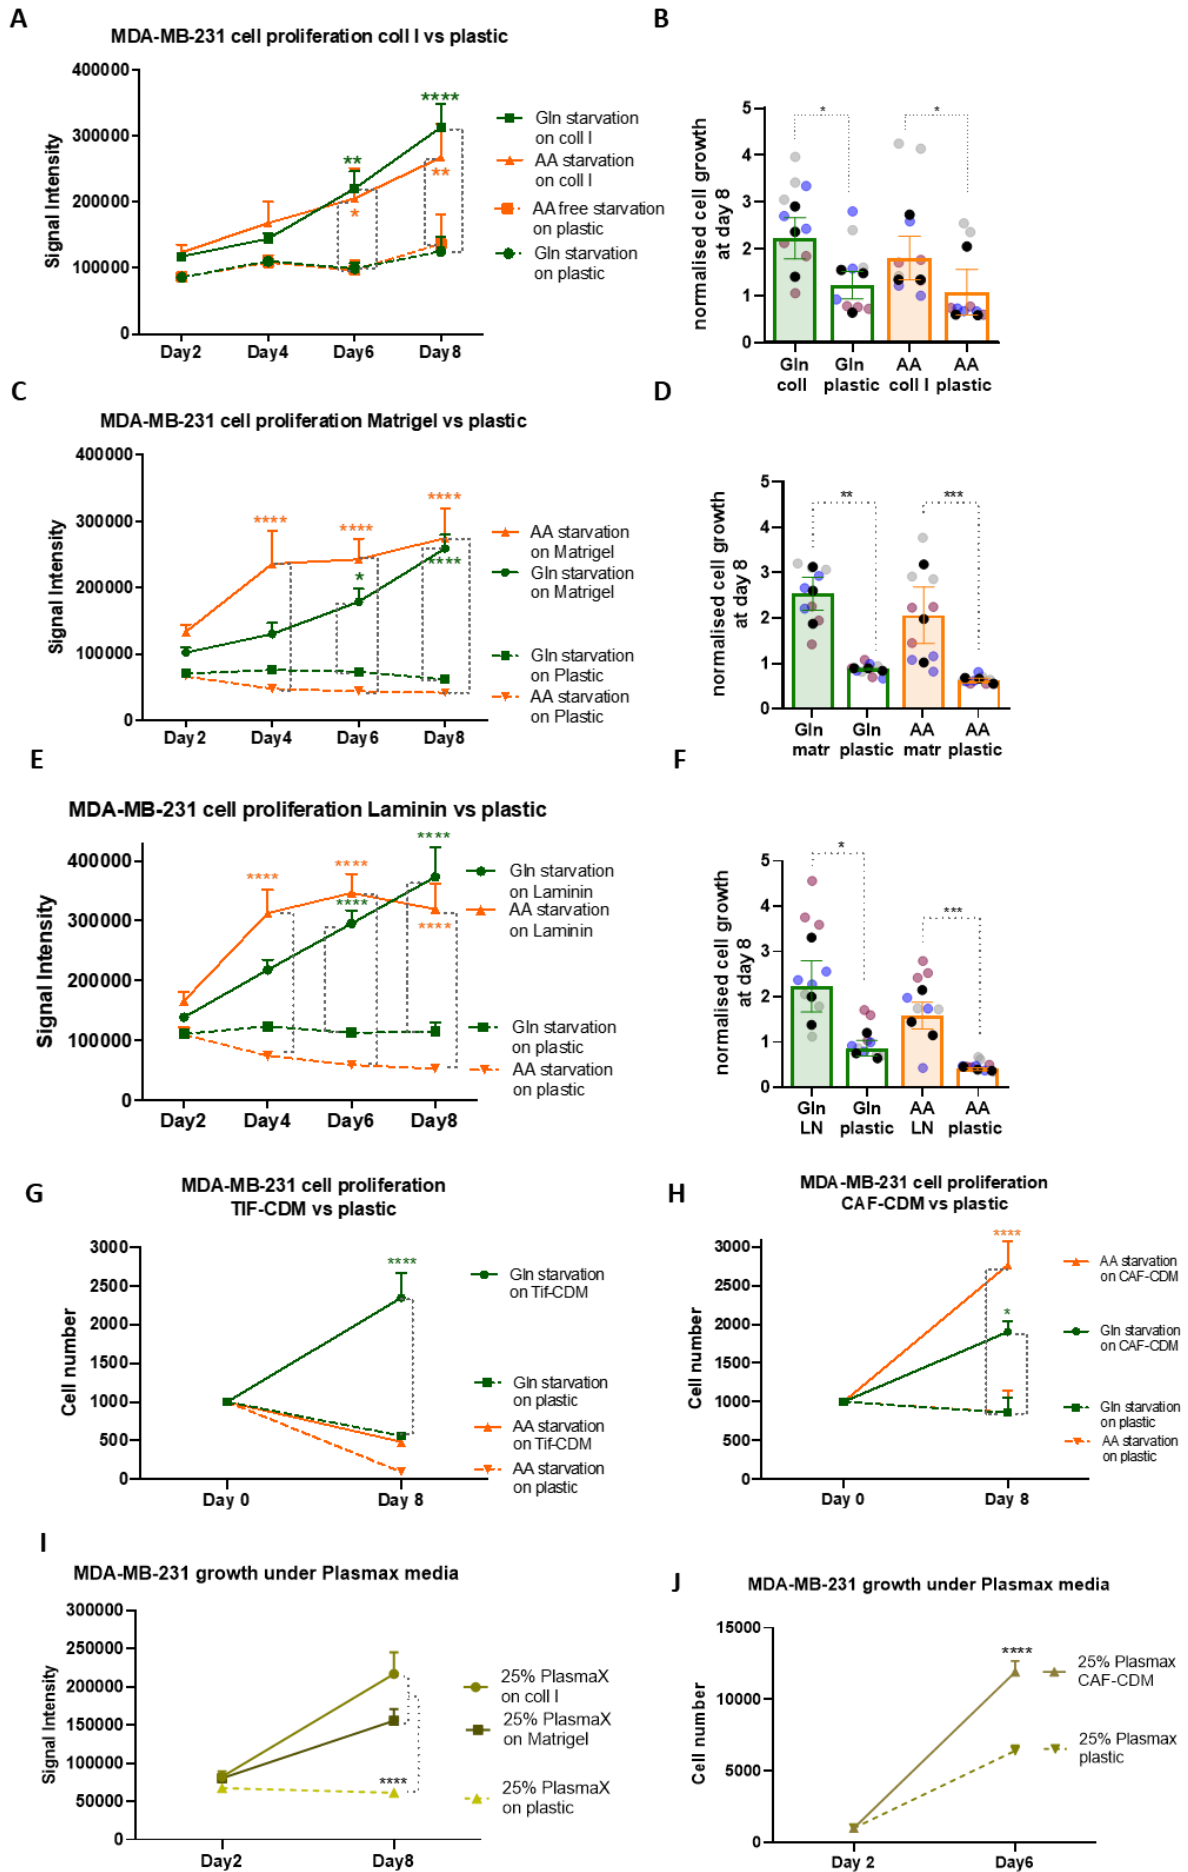 A
MDA-MB-231 cell proliferation coll I vs plastic
Signal Intensity
400000
300000
200000
100000
0
Day2
Day4
Day6
Day8
**
*
****
**
Gln starvation
on coll I
AA starvation
on coll I
AA free starvation
on plastic
Gln starvation
on plastic
B
normalised cell growth
at day 8
5
4
3
2
1
0
*
*
Gln
coll
Gln
plastic
AA
coll I
AA
plastic
C
MDA-MB-231 cell proliferation Matrigel vs plastic
Signal Intensity
400000
300000
200000
100000
0
Day2
Day4
Day6
Day8
****
****
*
****
****
AA starvation
on Matrigel
Gln starvation
on Matrigel
Gln starvation
on Plastic
AA starvation
on Plastic
D
normalised cell growth
at day 8
5
4
3
2
1
0
**
***
Gln
matr
Gln
plastic
AA
matr
AA
plastic
E
MDA-MB-231 cell proliferation Laminin vs plastic
Signal Intensity
400000
300000
200000
100000
0
Day2
Day4
Day6
Day8
****
****
****
****
****
Gln starvation
on Laminin
AA starvation
on Laminin
Gln starvation
on plastic
AA starvation
on plastic
F
normalised cell growth
at day 8
5
4
3
2
1
0
*
***
Gln
LN
Gln
plastic
AA
LN
AA
plastic
G
MDA-MB-231 cell proliferation
TIF-CDM vs plastic
Cell number
3000
2500
2000
1500
1000
500
0
Day 0
Day 8
****
Gln starvation
on Tif-CDM
Gln starvation
on plastic
AA starvation
on Tif-CDM
AA starvation
on plastic
H
MDA-MB-231 cell proliferation
CAF-CDM vs plastic
Cell number
3000
2500
2000
1500
1000
500
0
Day 0
Day 8
****
*
AA starvation
on CAF-CDM
Gln starvation
on CAF-CDM
Gln starvation
on plastic
AA starvation
on plastic
I
MDA-MB-231 growth under Plasmax media
Signal Intensity
300000
250000
200000
150000
100000
50000
0
Day2
Day8
****
25% PlasmaX
on coll I
25% PlasmaX
on Matrigel
25% PlasmaX
on plastic
J
MDA-MB-231 growth under Plasmax media
Cell number
15000
10000
5000
0
Day 2
Day6
****
25% Plasmax
CAF-CDM
25% Plasmax
plastic